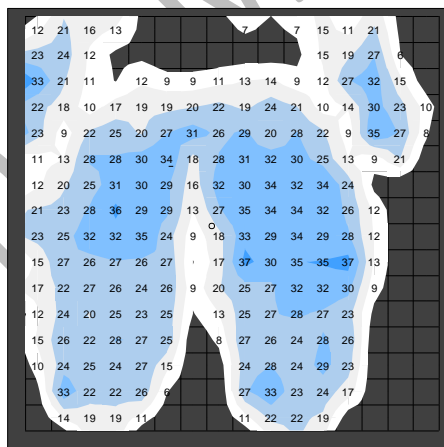 12 21 16 13 7 7 15 11 21
23 24 12 15 19 27 6
33 21 11 12 9 9 11 13 14 9 12 27 32 15
22 18 10 17 19 19 20 22 19 24 21 10 14 30 23 10
23 9 22 25 20 27 31 26 29 20 28 22 9 35 27 8
11 13 28 28 30 34 18 28 31 32 30 25 13 9 21
12 20 25 31 30 29 16 32 30 34 32 34 24
21 23 28 36 29 29 13 27 35 34 34 32 26 12
23 25 32 32 35 24 9 18 33 29 34 29 28 12
15 27 26 27 26 27 17 37 30 35 35 37 13
17 22 27 26 24 26 9 20 25 27 32 32 30 9
12 24 20 25 23 25 13 25 27 28 27 23
15 26 22 28 27 25 8 27 26 24 28 26
10 24 25 24 27 15 24 28 24 29 23
33 22 22 26 6 27 33 23 24 17
14 19 19 11 11 22 22 19